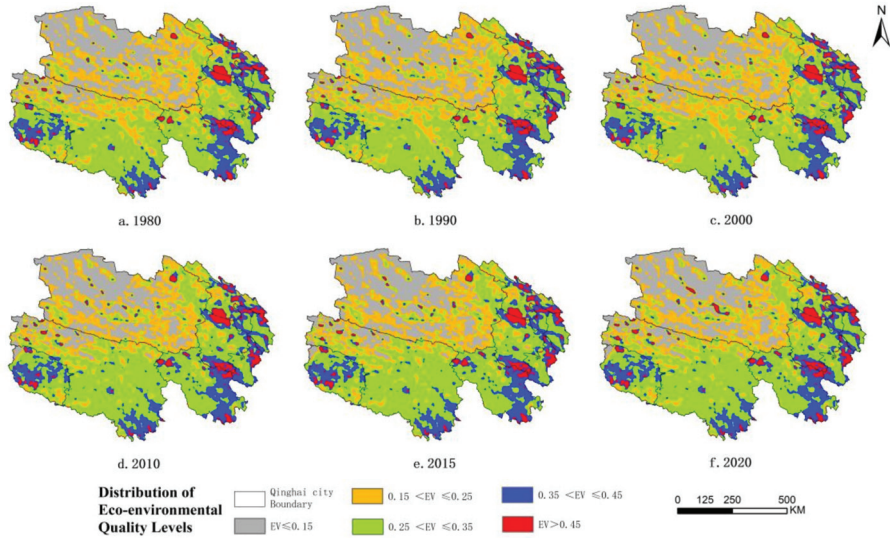 N
a. 1980
b. 1990
c. 2000
d. 2010
e. 2015
f. 2020
Distribution of
Eco-environmental
Quality Levels
Qinghai city
Boundary
EV≤0.15
0.15 <EV ≤0.25
0.25 <EV ≤0.35
0.35 <EV ≤0.45
EV>0.45
0 125 250 500
KM